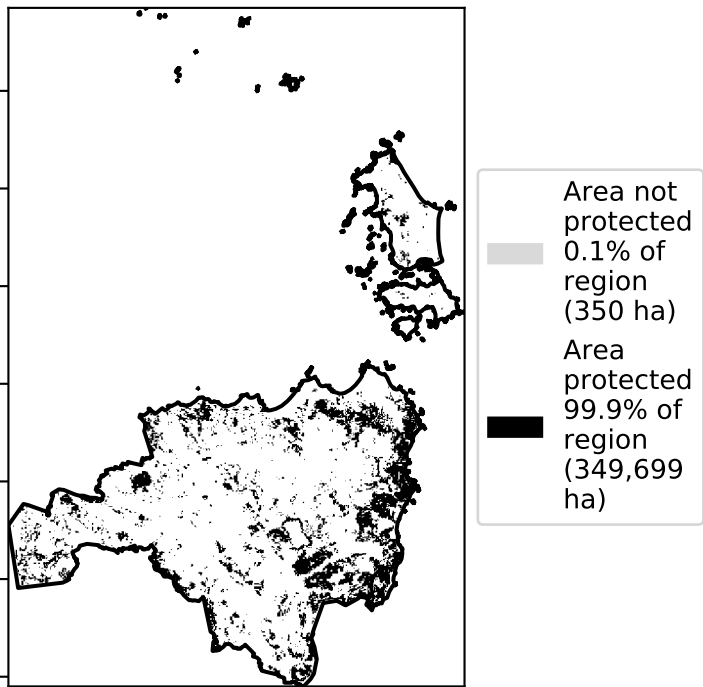 Area not
protected
0.1% of
region
(350 ha)
Area
protected
99.9% of
region
(349,699
ha)